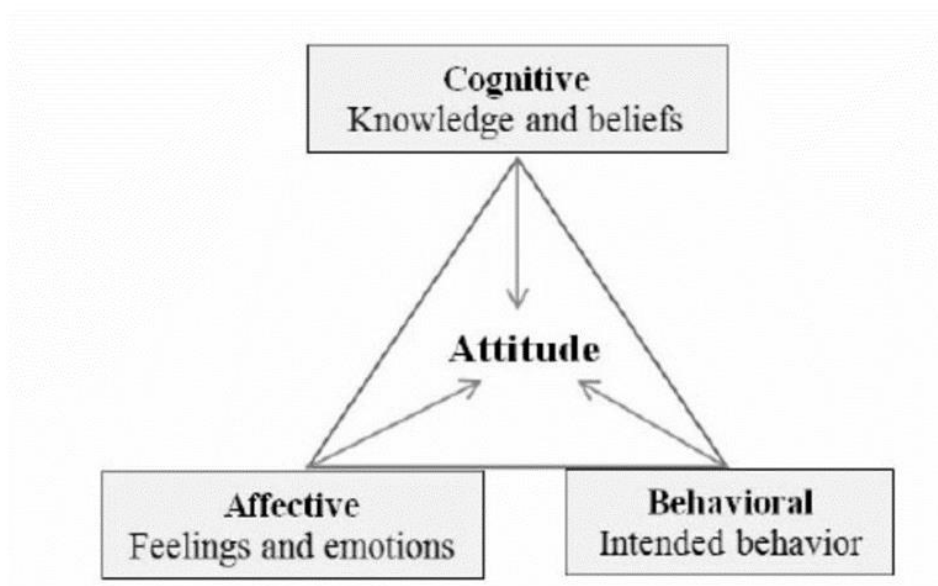 Cognitive
Knowledge and beliefs
Attitude
Affective
Feelings and emotions
Behavioral
Intended behavior